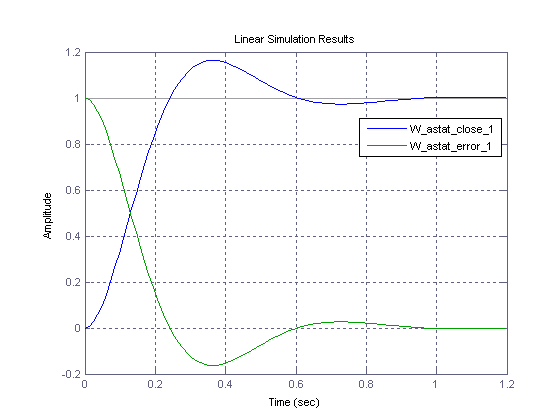 Linear Simulation Results
1.2
1
0.8
0.6
0.4
0.2
0
-0.2
Amplitude
W_astat_close_1
W_astat_error_1
0 0.2 0.4 0.6 0.8 1 1.2
Time (sec)